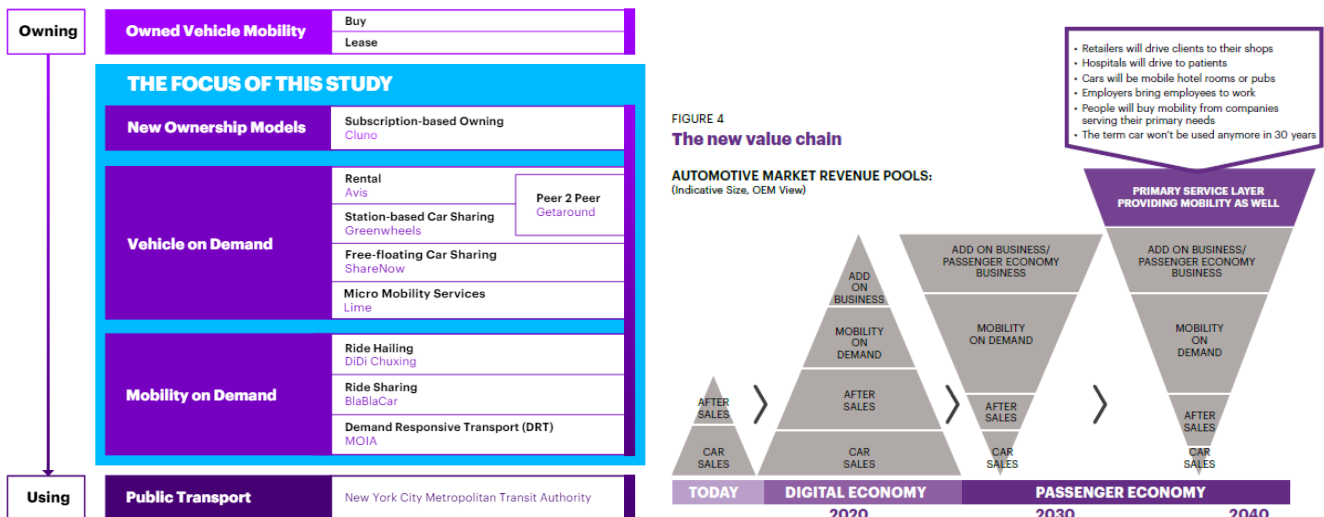 Owning
Owned Vehicle Mobility
Buy
Lease
THE FOCUS OF THIS STUDY
New Ownership Models
Subscription-based Owning
Cluno
Vehicle on Demand
Rental
Avis
Peer 2 Peer
Getaround
Station-based Car Sharing
Greenwheels
Free-floating Car Sharing
ShareNow
Micro Mobility Services
Lime
Mobility on Demand
Ride Hailing
DiDi Chuxing
Ride Sharing
BlaBlaCar
Demand Responsive Transport (DRT)
MOIA
Using
Public Transport
New York City Metropolitan Transit Authority
FIGURE 4
The new value chain
AUTOMOTIVE MARKET REVENUE POOLS:
(Indicative Size, OEM View)
• Retailers will drive clients to their shops
• Hospitals will drive to patients
• Cars will be mobile hotel rooms or pubs
• Employers bring employees to work
• People will buy mobility from companies
serving their primary needs
• The term car won't be used anymore in 30 years
PRIMARY SERVICE LAYER
PROVIDING MOBILITY AS WELL
AFTER
SALES
CAR
SALES
ADD
ON
BUSINESS
MOBILITY
ON
DEMAND
AFTER
SALES
CAR
SALES
ADD ON BUSINESS/
PASSENGER ECONOMY
BUSINESS
MOBILITY
ON DEMAND
AFTER
SALES
CAR
SALES
ADD ON BUSINESS/
PASSENGER ECONOMY
BUSINESS
MOBILITY
ON
DEMAND
AFTER
SALES
CAR
SALES
TODAY
DIGITAL ECONOMY
PASSENGER ECONOMY
2020
2030
2040